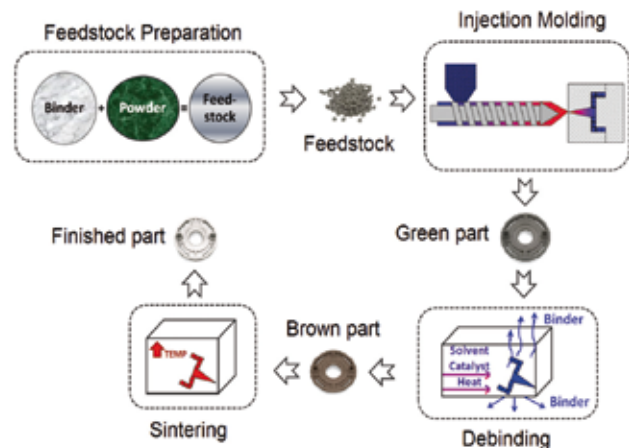 Feedstock Preparation
Injection Molding
Binder + Powder = Feed-
stock
Feedstock
Finished part
Green part
Brown part
TEMP
Binder
Solvent
Catalyst
Heat
Binder
Sintering
Debinding